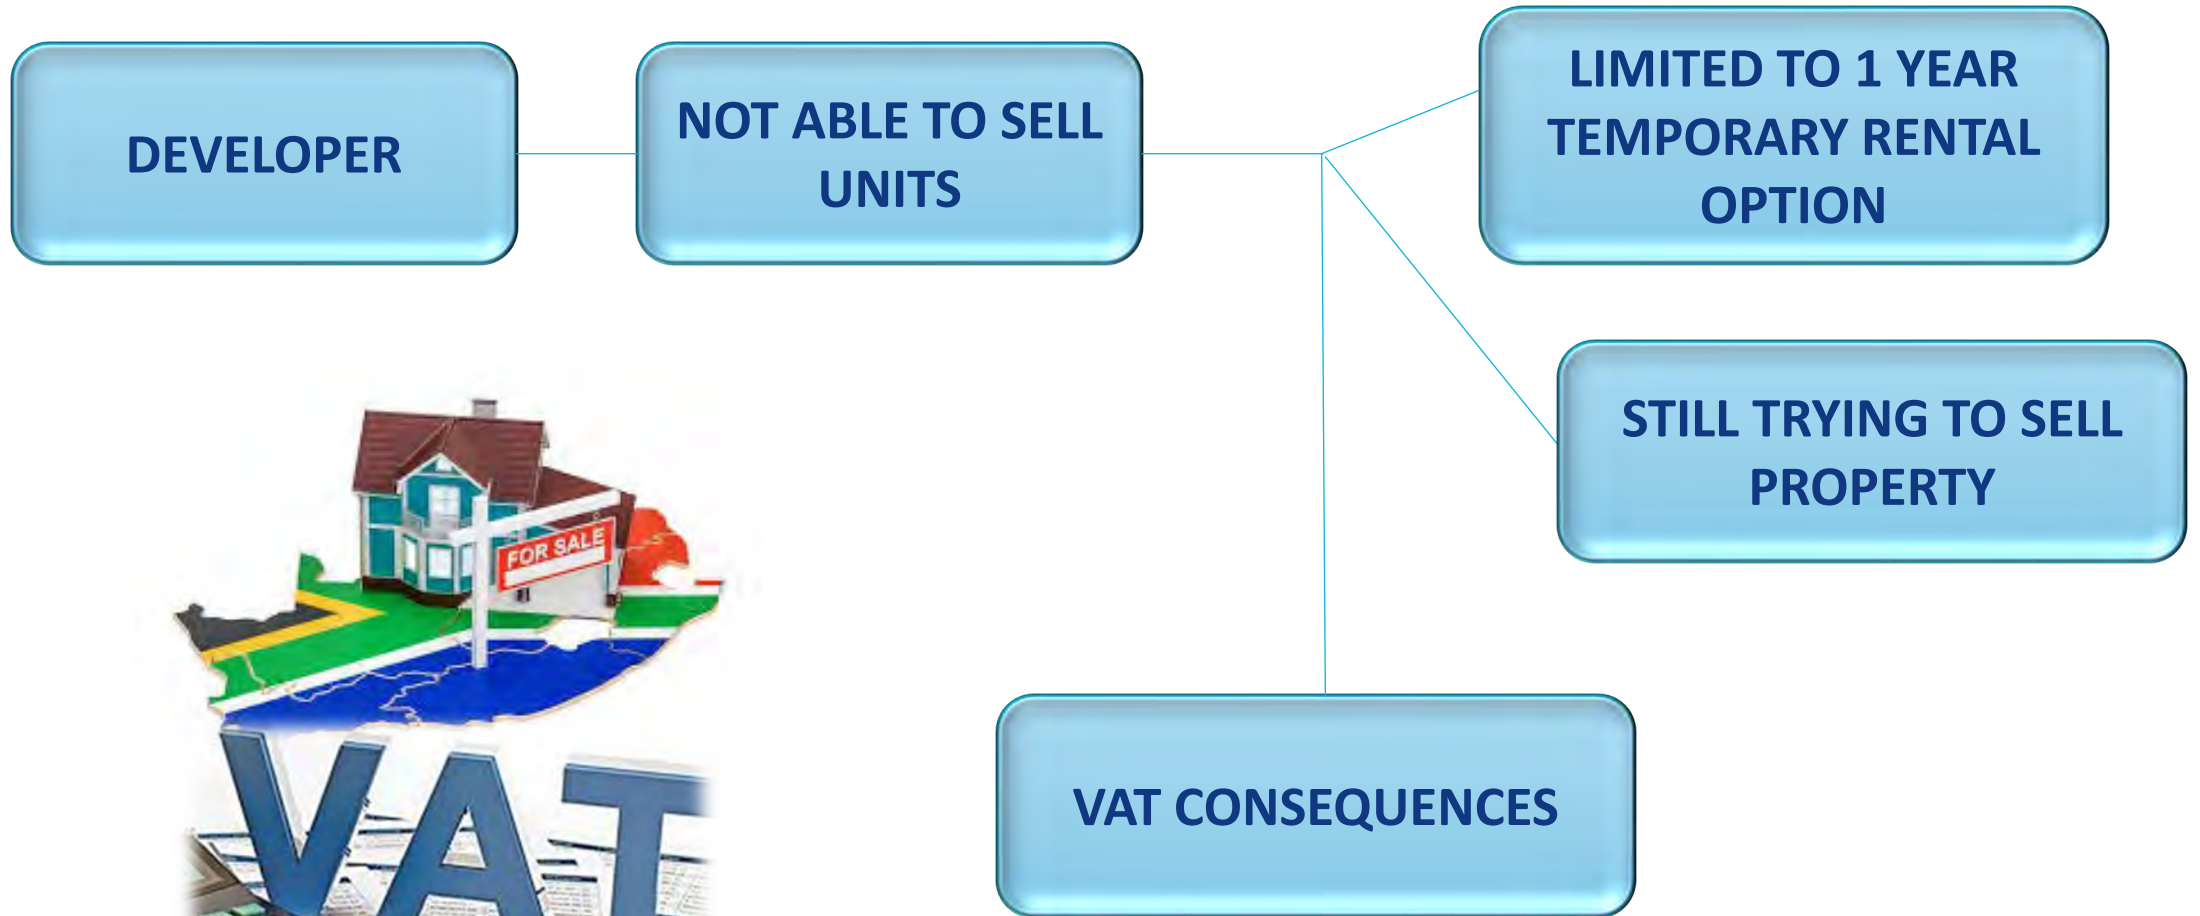 DEVELOPER
NOT ABLE TO SELL
UNITS
LIMITED TO 1 YEAR
TEMPORARY RENTAL
OPTION
STILL TRYING TO SELL
PROPERTY
FOR SALE
VAT CONSEQUENCES
VAT